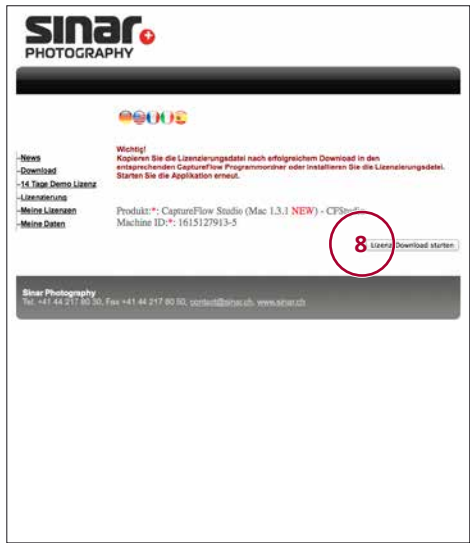 sinar
PHOTOGRAPHY
Wichtig!
Kopieren Sie die Lizenzierungsdatei nach erfolgreichem Download in den
entsprechenden CaptureFlow Programmordner oder installieren Sie die Lizenzierungsdatei.
Starten Sie die Applikation erneut.
-News
-Download
-14 Tage Demo Lizenz
-Lizenzierung
-Meine Lizenzen
-Meine Daten
Produkt:*: CaptureFlow Studio (Mac 1.3.1 NEW) - CFStudio
Machine ID:*: 1615127913-5
8
Lizenz Download starten
Sinar Photography
Tel. +41 44 217 80 30, Fax +41 44 217 80 50, contact@sinar.ch, www.sinar.ch